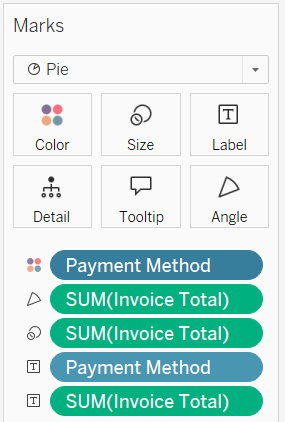 Marks
Pie
Color Size Label
Detail Tooltip Angle
Payment Method
SUM(Invoice Total)
SUM(Invoice Total)
Payment Method
SUM(Invoice Total)